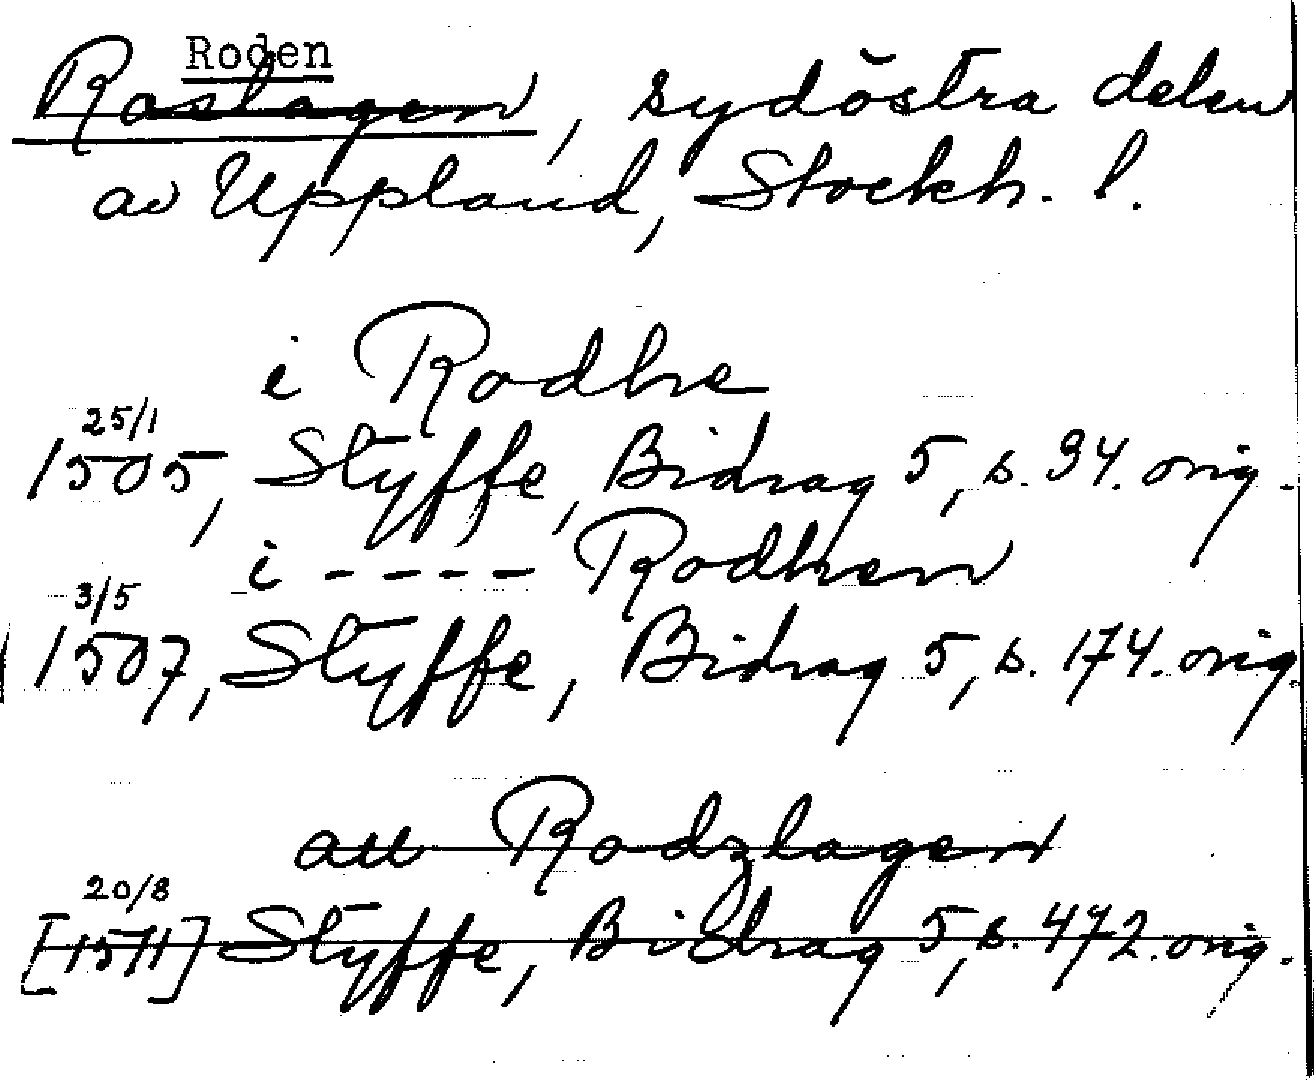 Roden
Roslagen, sydöstra delen
av Uppland, Stockh. l.
i Rodhe
25/1
1505, Styffe, Bidrag 5, s. 94. orig.
i - - - - Rodhen
3/5
1507, Styffe, Bidrag 5, s. 174. orig.
au Rodzlagen
20/8
[1511] Styffe, Bidrag 5, s. 472. orig.